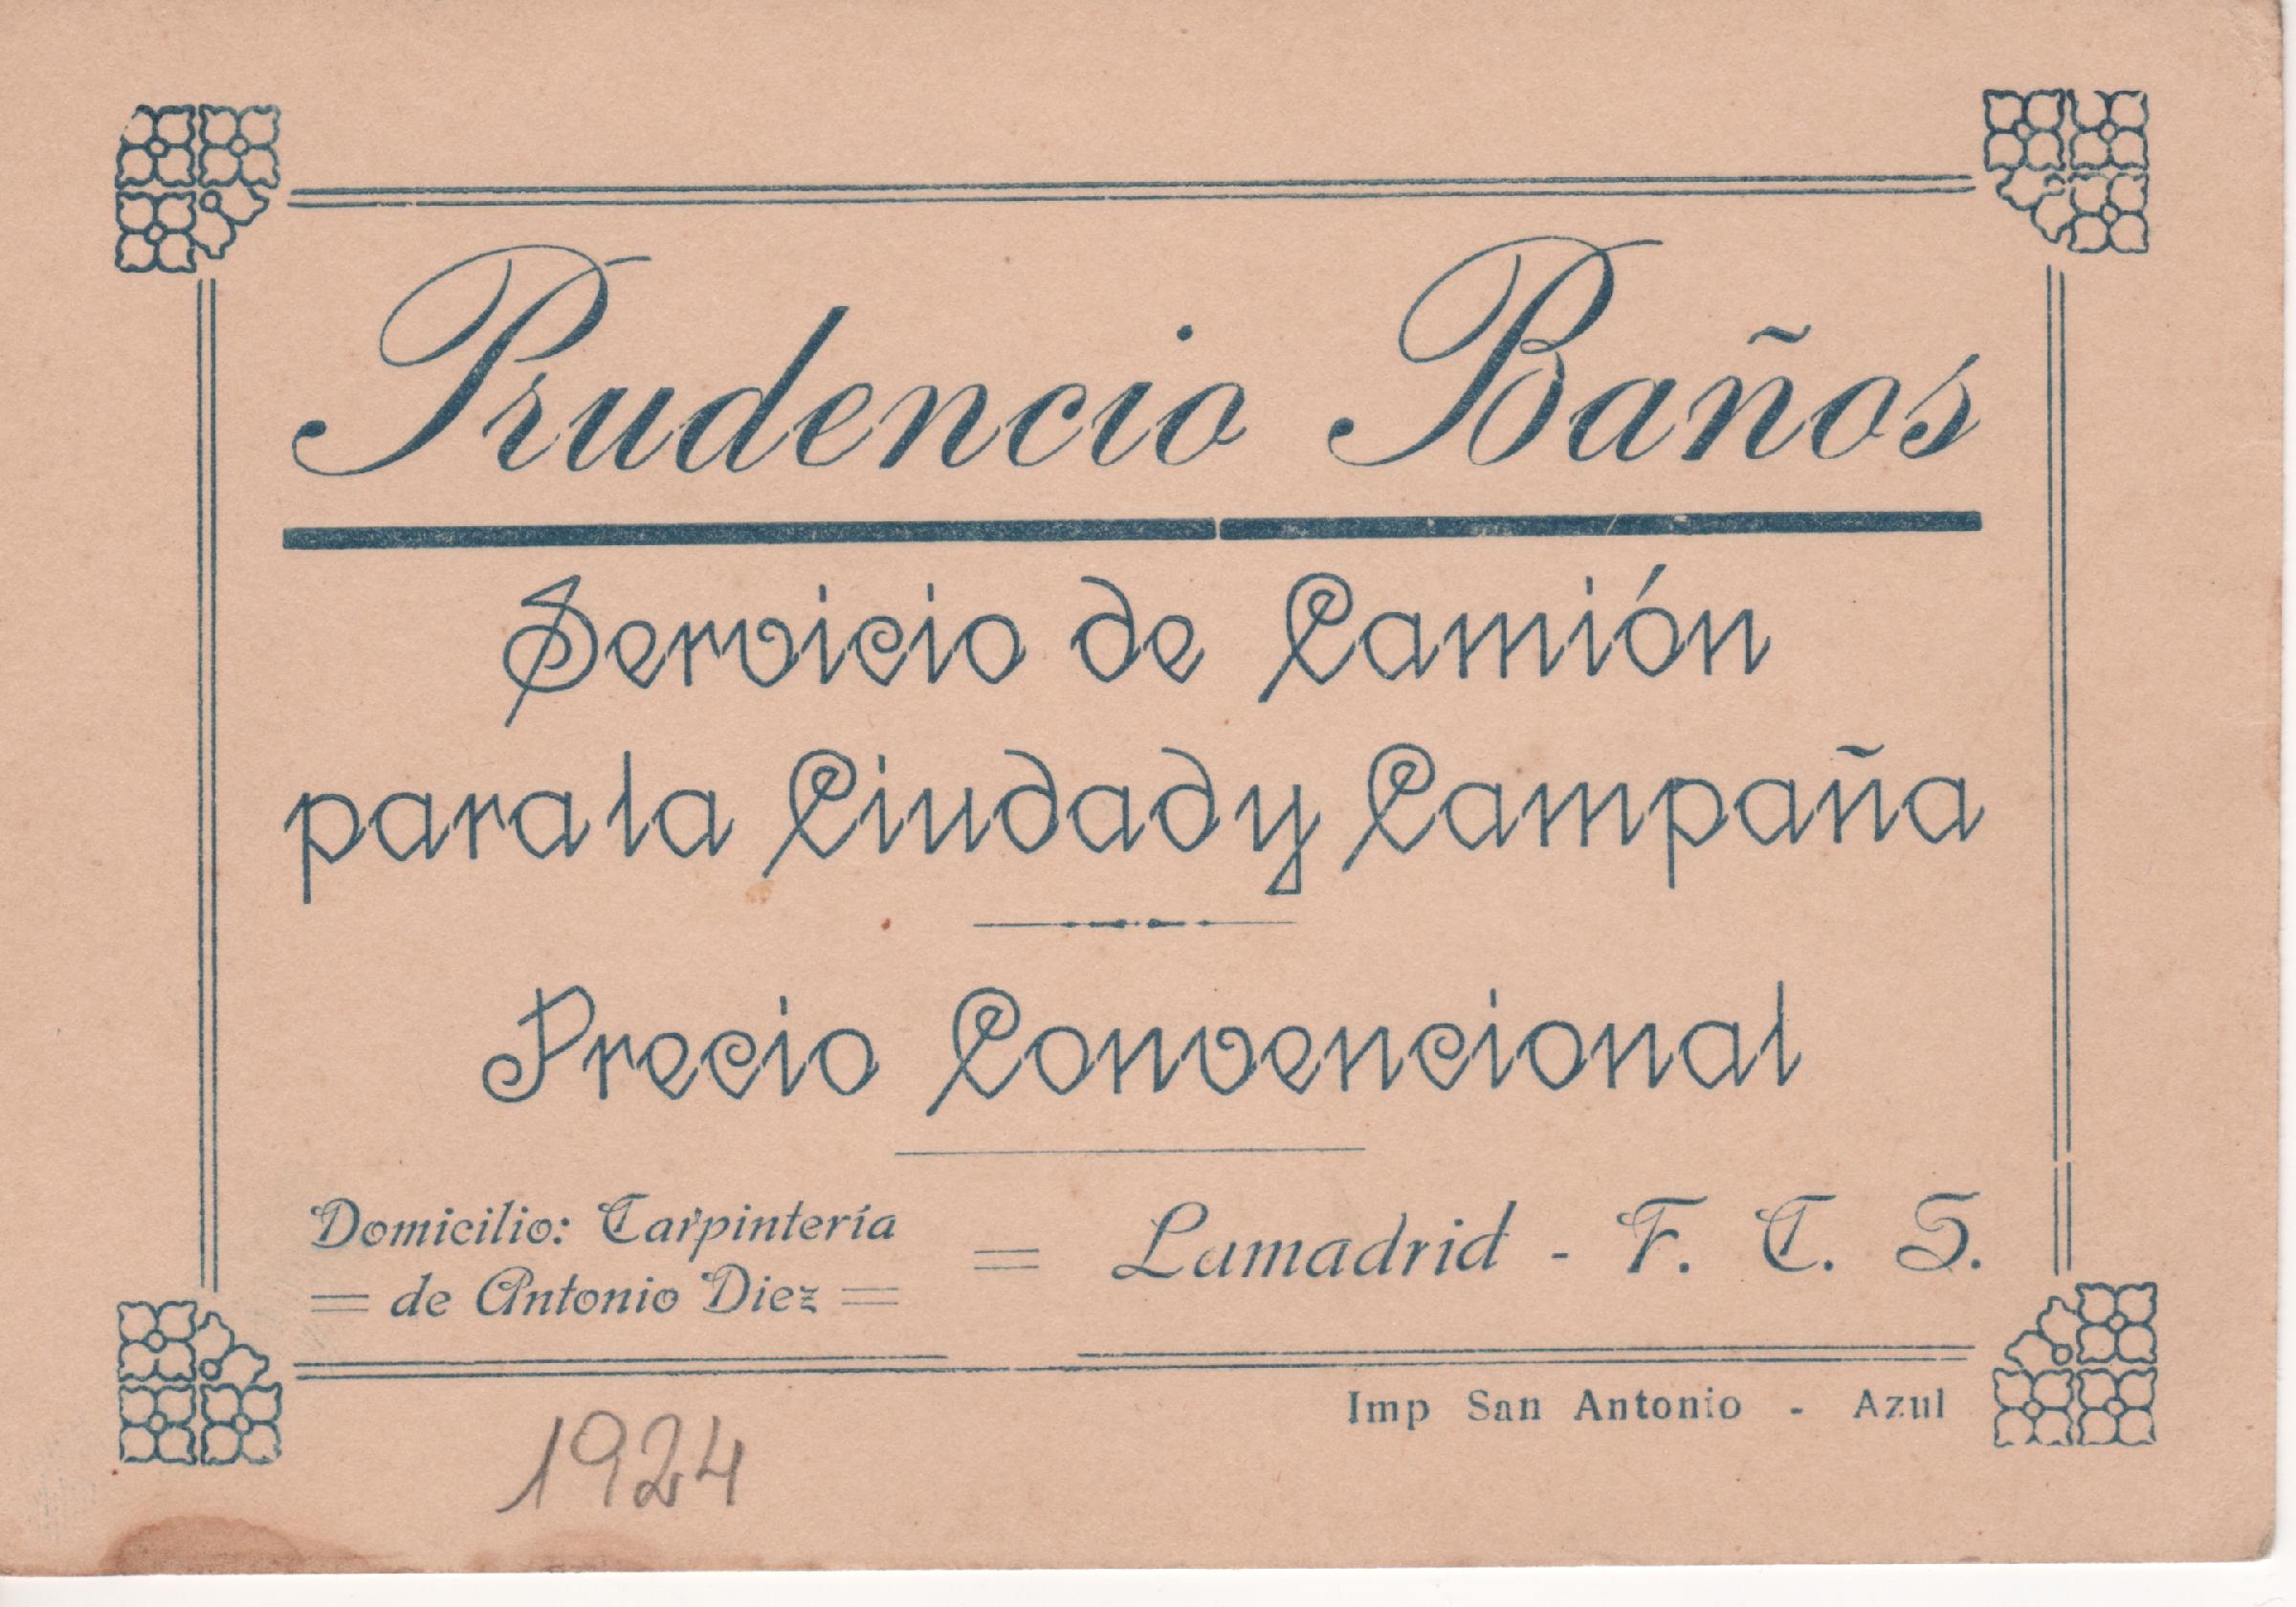 Prudencio Baños
Servicio de Camión
para la Ciudad y Campaña
Precio Convencional
Domicilio: Carpintería
= de Antonio Diez =
= Lamadrid - F. C. S.
Imp San Antonio - Azul
1924